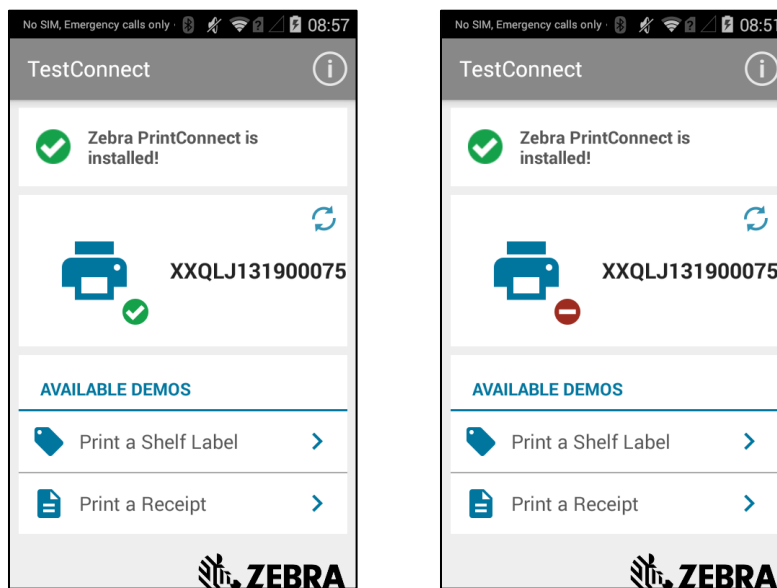 No SIM, Emergency calls only · 08:57
TestConnect
Zebra PrintConnect is
installed!
XXQLJ131900075
AVAILABLE DEMOS
Print a Shelf Label
Print a Receipt
ZEBRA
No SIM, Emergency calls only · 08:57
TestConnect
Zebra PrintConnect is
installed!
XXQLJ131900075
AVAILABLE DEMOS
Print a Shelf Label
Print a Receipt
ZEBRA